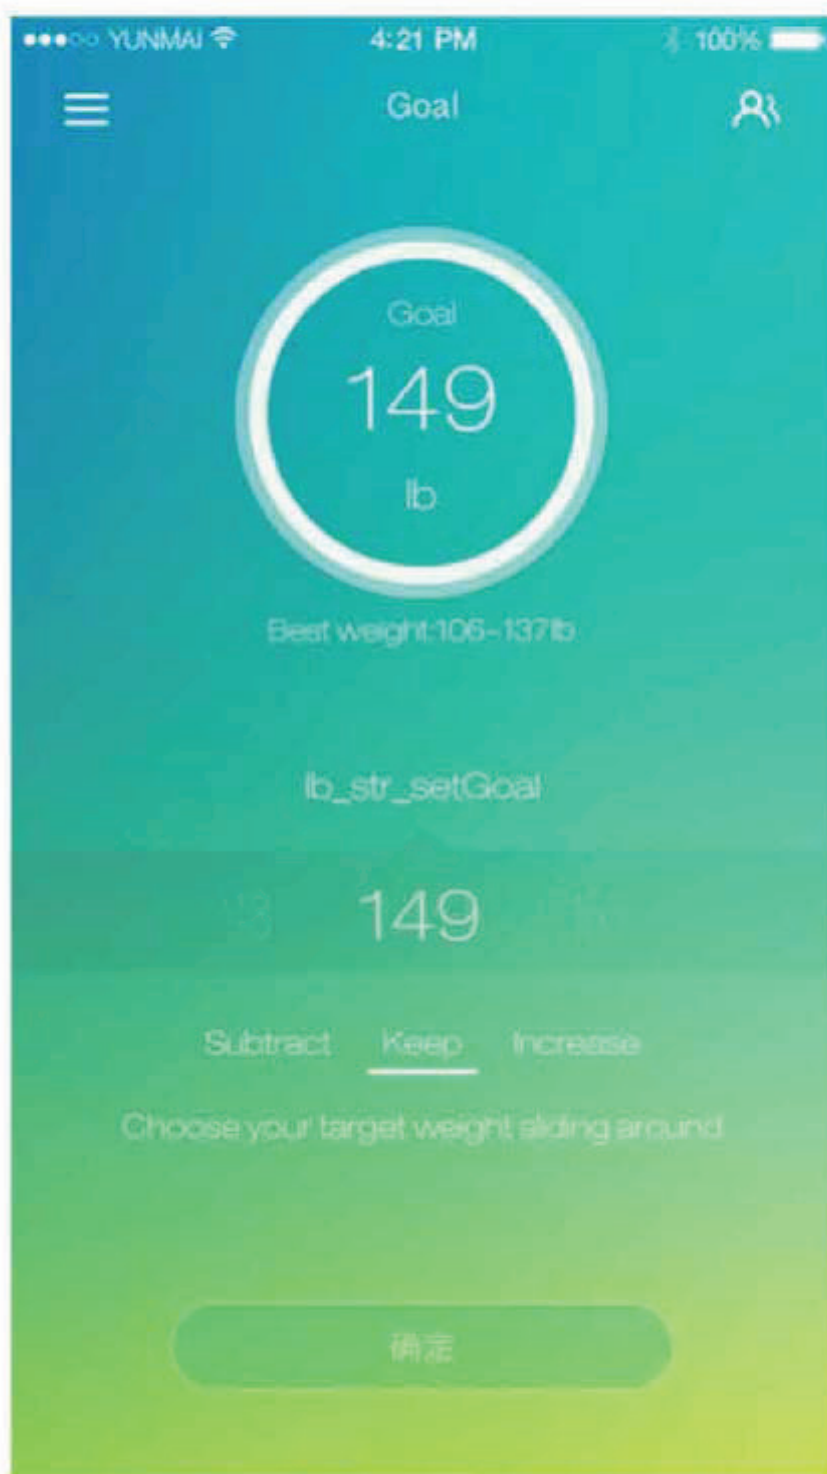 YUNMAI 4:21 PM 100%
Goal
Goal
149
lb
Best weight:106-137lb
lb_str_setGoal
149
Subtract Keep Increase
Choose your target weight sliding around
确定